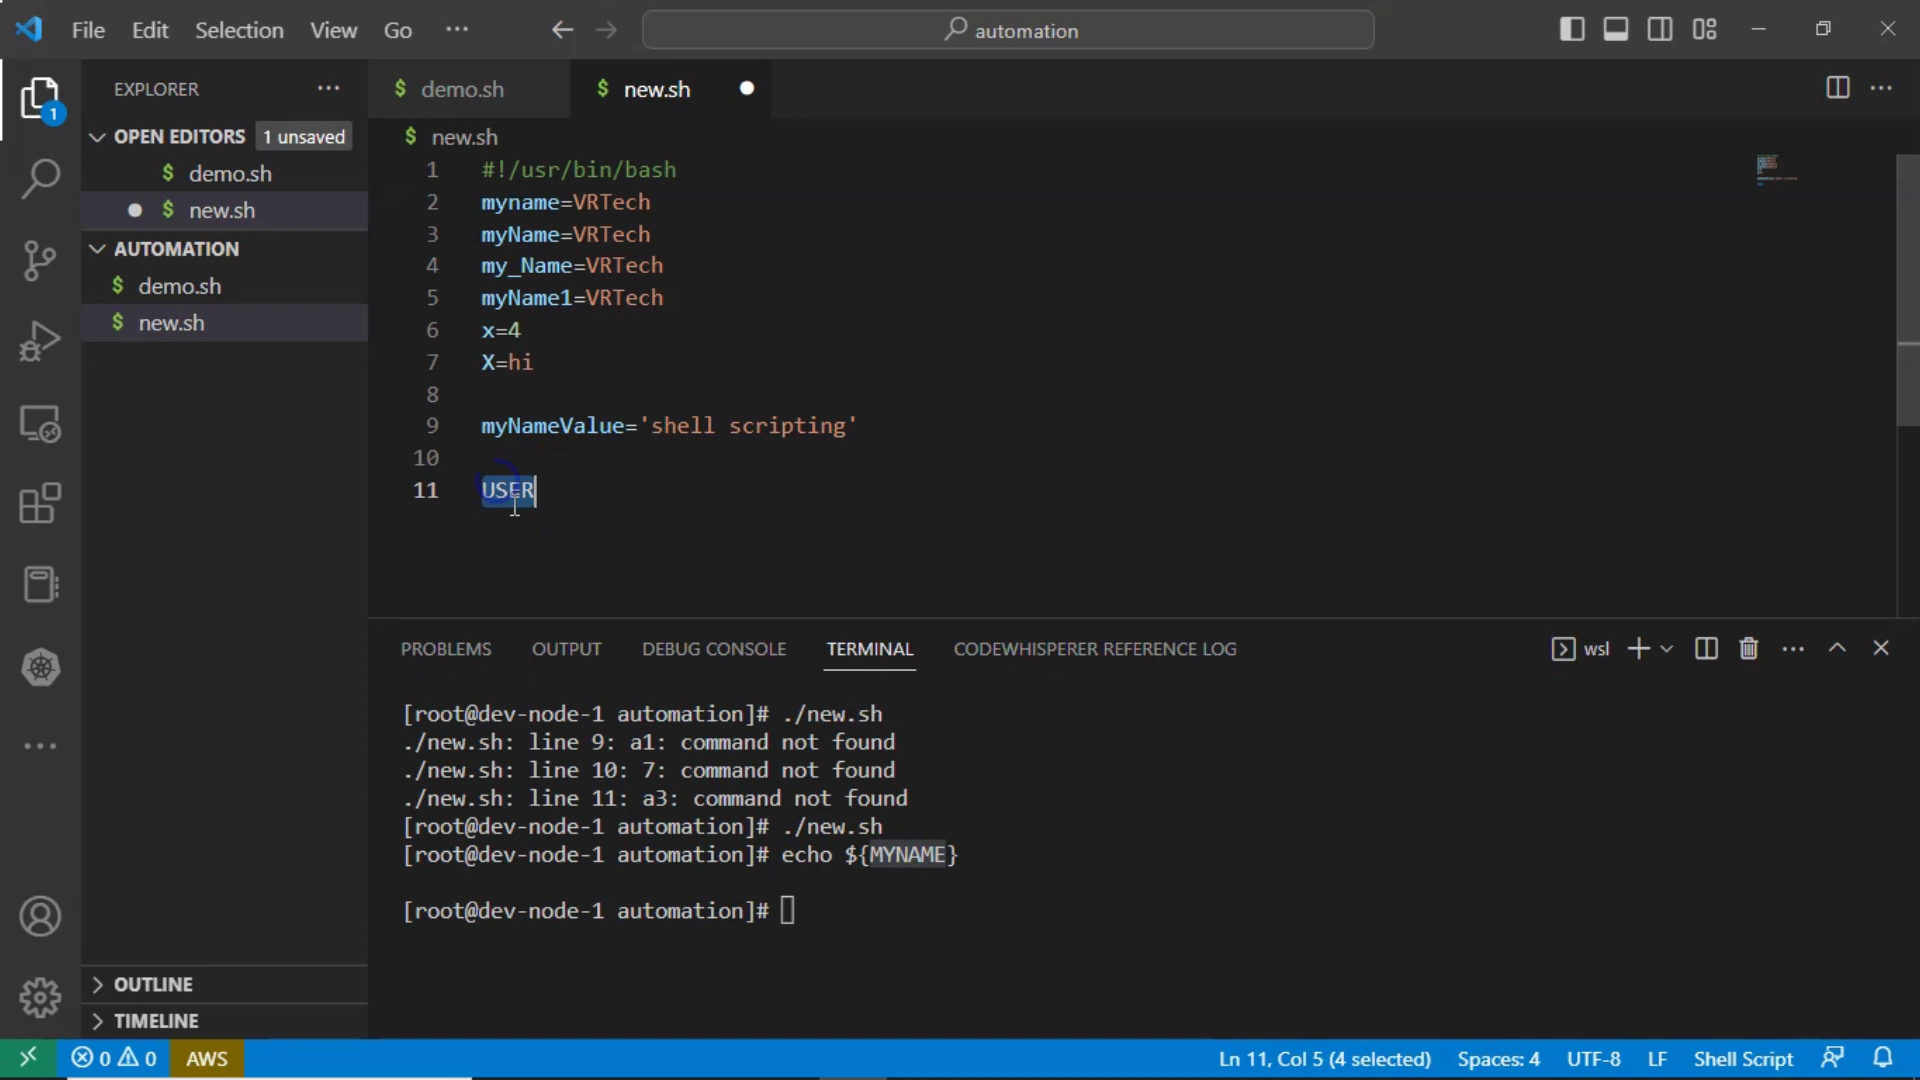 File Edit Selection View Go ···
automation
EXPLORER ···
OPEN EDITORS 1 unsaved
$ demo.sh
$ new.sh
AUTOMATION
$ demo.sh
$ new.sh
OUTLINE
TIMELINE
1
$ demo.sh $ new.sh
$ new.sh
1 #!/usr/bin/bash
2 myname=VRTech
3 myName=VRTech
4 my_Name=VRTech
5 myName1=VRTech
6 x=4
7 X=hi
8
9 myNameValue='shell scripting'
10
11 USER
PROBLEMS OUTPUT DEBUG CONSOLE TERMINAL CODEWHISPERER REFERENCE LOG
wsl
[root@dev-node-1 automation]# ./new.sh
./new.sh: line 9: a1: command not found
./new.sh: line 10: 7: command not found
./new.sh: line 11: a3: command not found
[root@dev-node-1 automation]# ./new.sh
[root@dev-node-1 automation]# echo ${MYNAME}
[root@dev-node-1 automation]#
0 0 AWS
Ln 11, Col 5 (4 selected) Spaces: 4 UTF-8 LF Shell Script